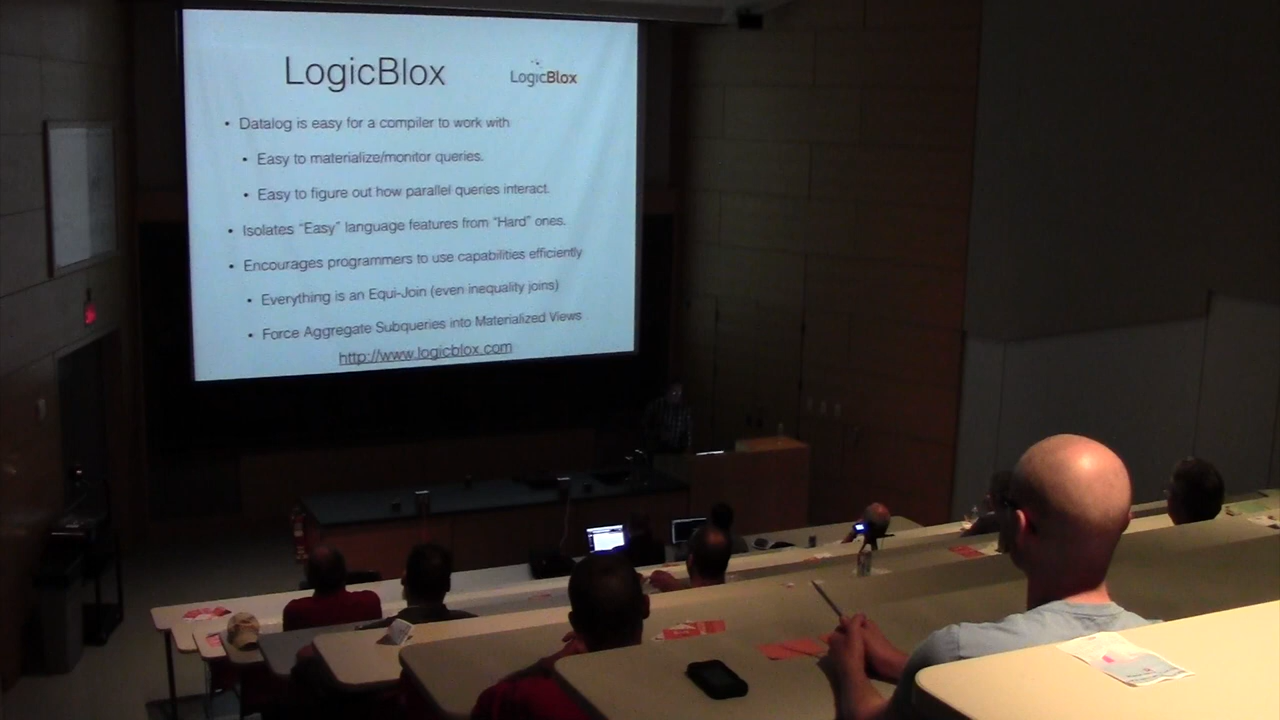 LogicBlox
LogicBlox
• Datalog is easy for a compiler to work with
• Easy to materialize/monitor queries.
• Easy to figure out how parallel queries interact.
• Isolates “Easy” language features from “Hard” ones.
• Encourages programmers to use capabilities efficiently
• Everything is an Equi-Join (even inequality joins)
• Force Aggregate Subqueries into Materialized Views
http://www.logicblox.com